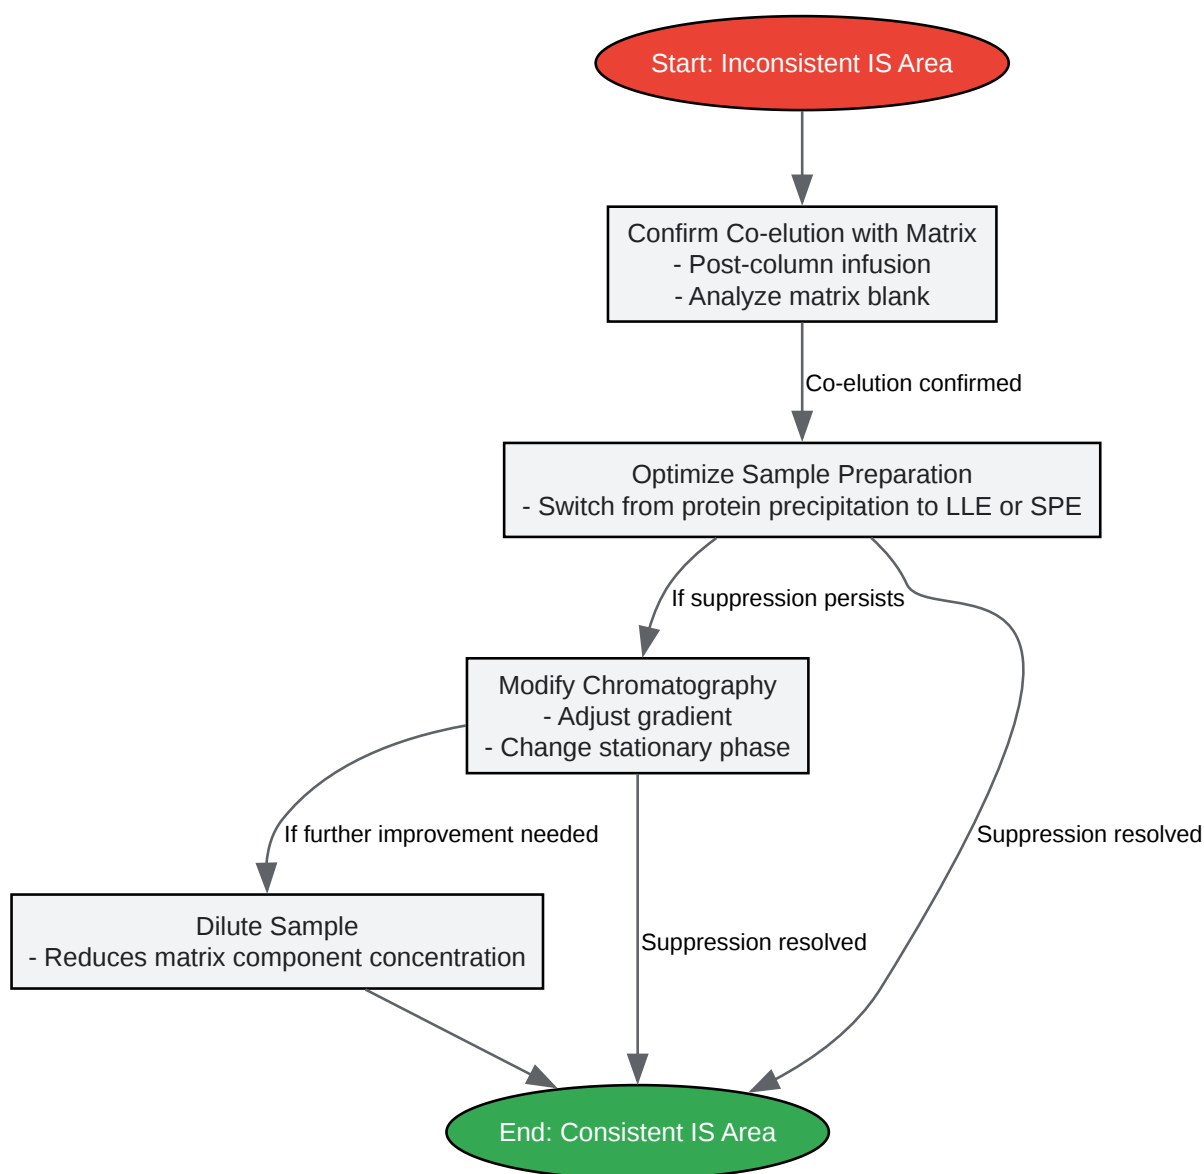 Start: Inconsistent IS Area
Confirm Co-elution with Matrix
- Post-column infusion
- Analyze matrix blank
Co-elution confirmed
Optimize Sample Preparation
- Switch from protein precipitation to LLE or SPE
If suppression persists
Modify Chromatography
- Adjust gradient
- Change stationary phase
If further improvement needed
Suppression resolved
Dilute Sample
- Reduces matrix component concentration
Suppression resolved
End: Consistent IS Area